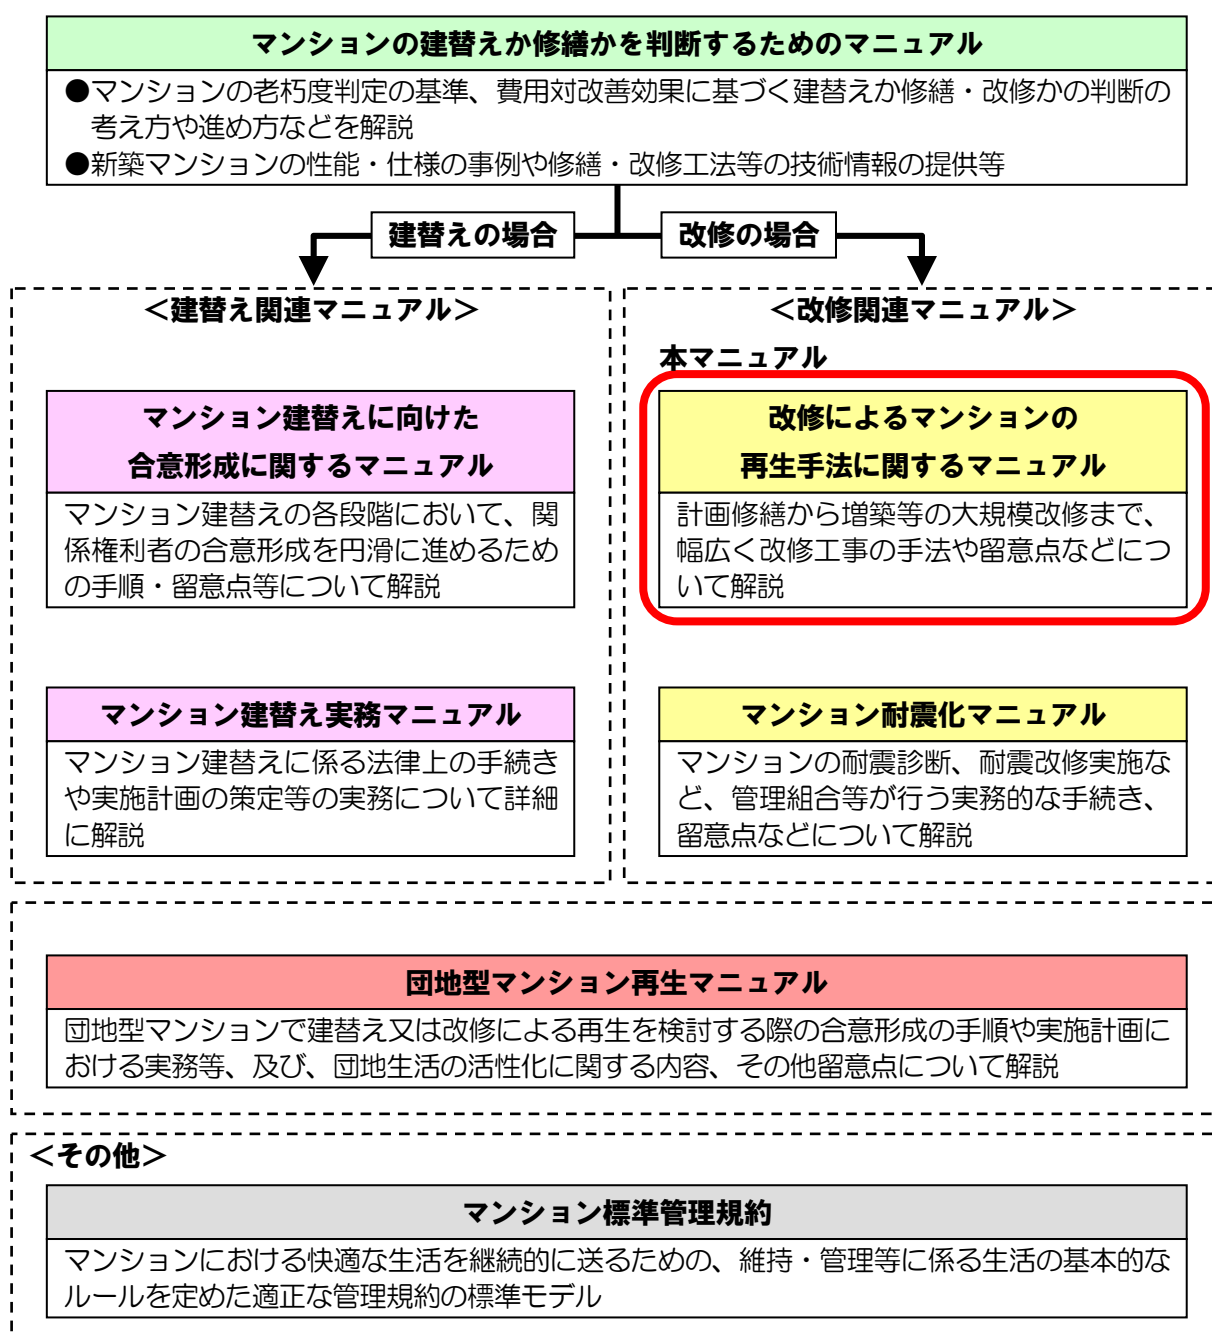 マンションの建替えか修繕かを判断するためのマニュアル
●マンションの老朽度判定の基準、費用対改善効果に基づく建替えか修繕・改修かの判断の
考え方や進め方などを解説
●新築マンションの性能・仕様の事例や修繕・改修工法等の技術情報の提供等
建替えの場合
改修の場合
＜建替え関連マニュアル＞
マンション建替えに向けた
合意形成に関するマニュアル
マンション建替えの各段階において、関
係権利者の合意形成を円滑に進めるため
の手順・留意点等について解説
マンション建替え実務マニュアル
マンション建替えに係る法律上の手続き
や実施計画の策定等の実務について詳細
に解説
＜改修関連マニュアル＞
本マニュアル
改修によるマンションの
再生手法に関するマニュアル
計画修繕から増築等の大規模改修まで、
幅広く改修工事の手法や留意点などにつ
いて解説
マンション耐震化マニュアル
マンションの耐震診断、耐震改修実施な
ど、管理組合等が行う実務的な手続き、
留意点などについて解説
団地型マンション再生マニュアル
団地型マンションで建替え又は改修による再生を検討する際の合意形成の手順や実施計画に
おける実務等、及び、団地生活の活性化に関する内容、その他留意点について解説
＜その他＞
マンション標準管理規約
マンションにおける快適な生活を継続的に送るための、維持・管理等に係る生活の基本的な
ルールを定めた適正な管理規約の標準モデル